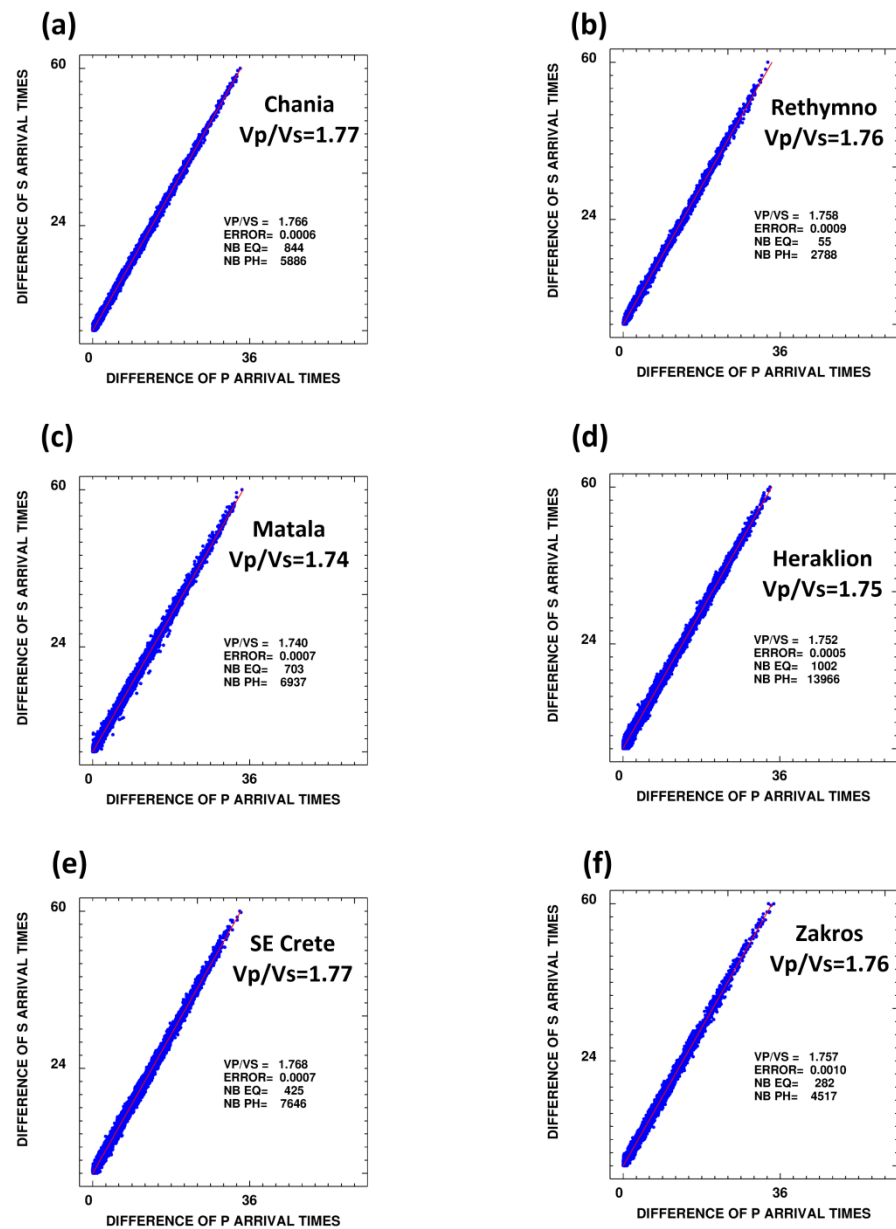 (a)
60
24
0
36
DIFFERENCE OF S ARRIVAL TIMES
DIFFERENCE OF P ARRIVAL TIMES
Chania
Vp/Vs=1.77
VP/VS = 1.766
ERROR= 0.0006
NB EQ= 844
NB PH= 5886
(b)
60
24
0
36
DIFFERENCE OF S ARRIVAL TIMES
DIFFERENCE OF P ARRIVAL TIMES
Rethymno
Vp/Vs=1.76
VP/VS = 1.758
ERROR= 0.0009
NB EQ= 55
NB PH= 2788
(c)
60
24
0
36
DIFFERENCE OF S ARRIVAL TIMES
DIFFERENCE OF P ARRIVAL TIMES
Matala
Vp/Vs=1.74
VP/VS = 1.740
ERROR= 0.0007
NB EQ= 703
NB PH= 6937
(d)
60
24
0
36
DIFFERENCE OF S ARRIVAL TIMES
DIFFERENCE OF P ARRIVAL TIMES
Heraklion
Vp/Vs=1.75
VP/VS = 1.752
ERROR= 0.0005
NB EQ= 1002
NB PH= 13966
(e)
60
24
0
36
DIFFERENCE OF S ARRIVAL TIMES
DIFFERENCE OF P ARRIVAL TIMES
SE Crete
Vp/Vs=1.77
VP/VS = 1.768
ERROR= 0.0007
NB EQ= 425
NB PH= 7646
(f)
60
24
0
36
DIFFERENCE OF S ARRIVAL TIMES
DIFFERENCE OF P ARRIVAL TIMES
Zakros
Vp/Vs=1.76
VP/VS = 1.757
ERROR= 0.0010
NB EQ= 282
NB PH= 4517